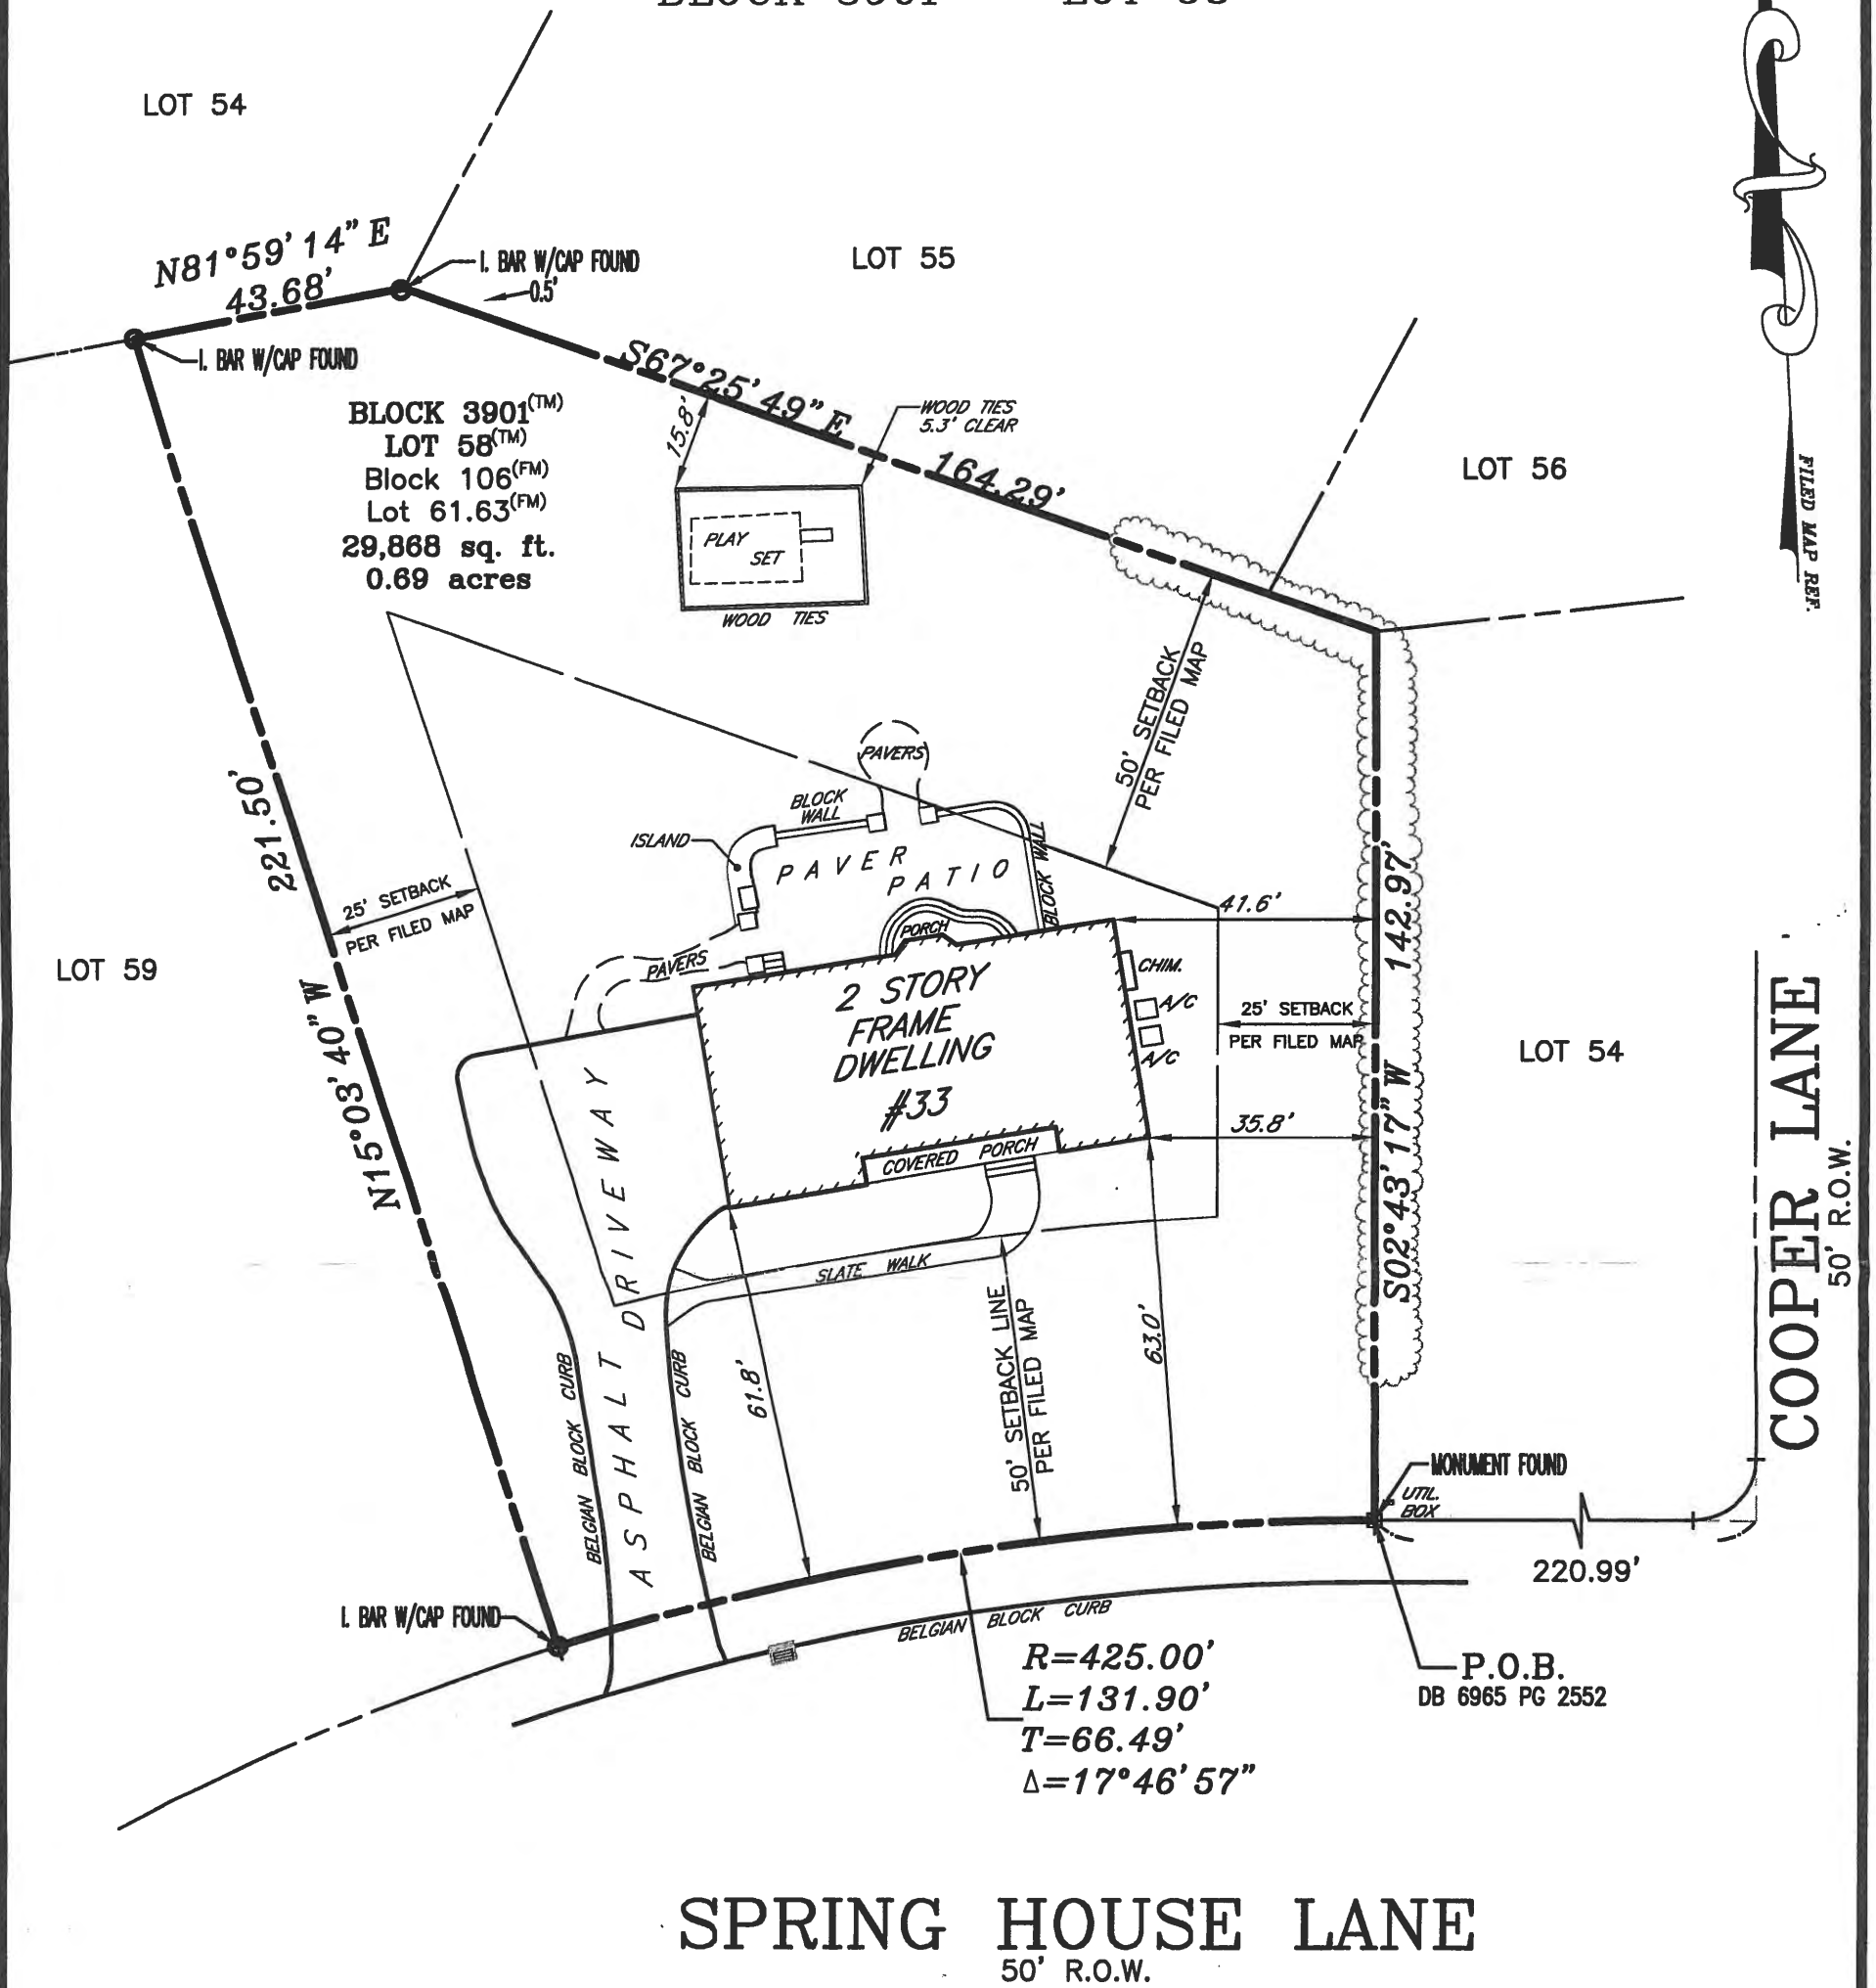 LOT 54
N81°59'14" E
43.68'
I. BAR W/CAP FOUND
0.5'
LOT 55
I. BAR W/CAP FOUND
S67°25'49" E
164.29'
BLOCK 3901(TM)
LOT 58(TM)
Block 106(FM)
Lot 61.63(FM)
29,868 sq. ft.
0.69 acres
15.8'
WOOD TIES
5.3' CLEAR
PLAY
SET
WOOD TIES
LOT 56
FILED MAP REF.
50' SETBACK
PER FILED MAP
221.50'
N15°03'40" W
25' SETBACK
PER FILED MAP
LOT 59
PAVERS
BLOCK
WALL
ISLAND
PAVER
PATIO
BLOCK WALL
PORCH
PAVERS
41.6'
142.97'
S02°43'17" W
2 STORY
FRAME
DWELLING
#33
CHIM.
A/C
A/C
25' SETBACK
PER FILED MAP
LOT 54
COOPER LANE
50' R.O.W.
35.8'
COVERED PORCH
SLATE WALK
ASPHALT DRIVEWAY
BELGIAN BLOCK CURB
BELGIAN BLOCK CURB
61.8'
50' SETBACK LINE
PER FILED MAP
63.0'
MONUMENT FOUND
UTIL.
BOX
220.99'
I. BAR W/CAP FOUND
BELGIAN BLOCK CURB
R=425.00'
L=131.90'
T=66.49'
Δ=17°46'57"
P.O.B.
DB 6965 PG 2552
SPRING HOUSE LANE
50' R.O.W.